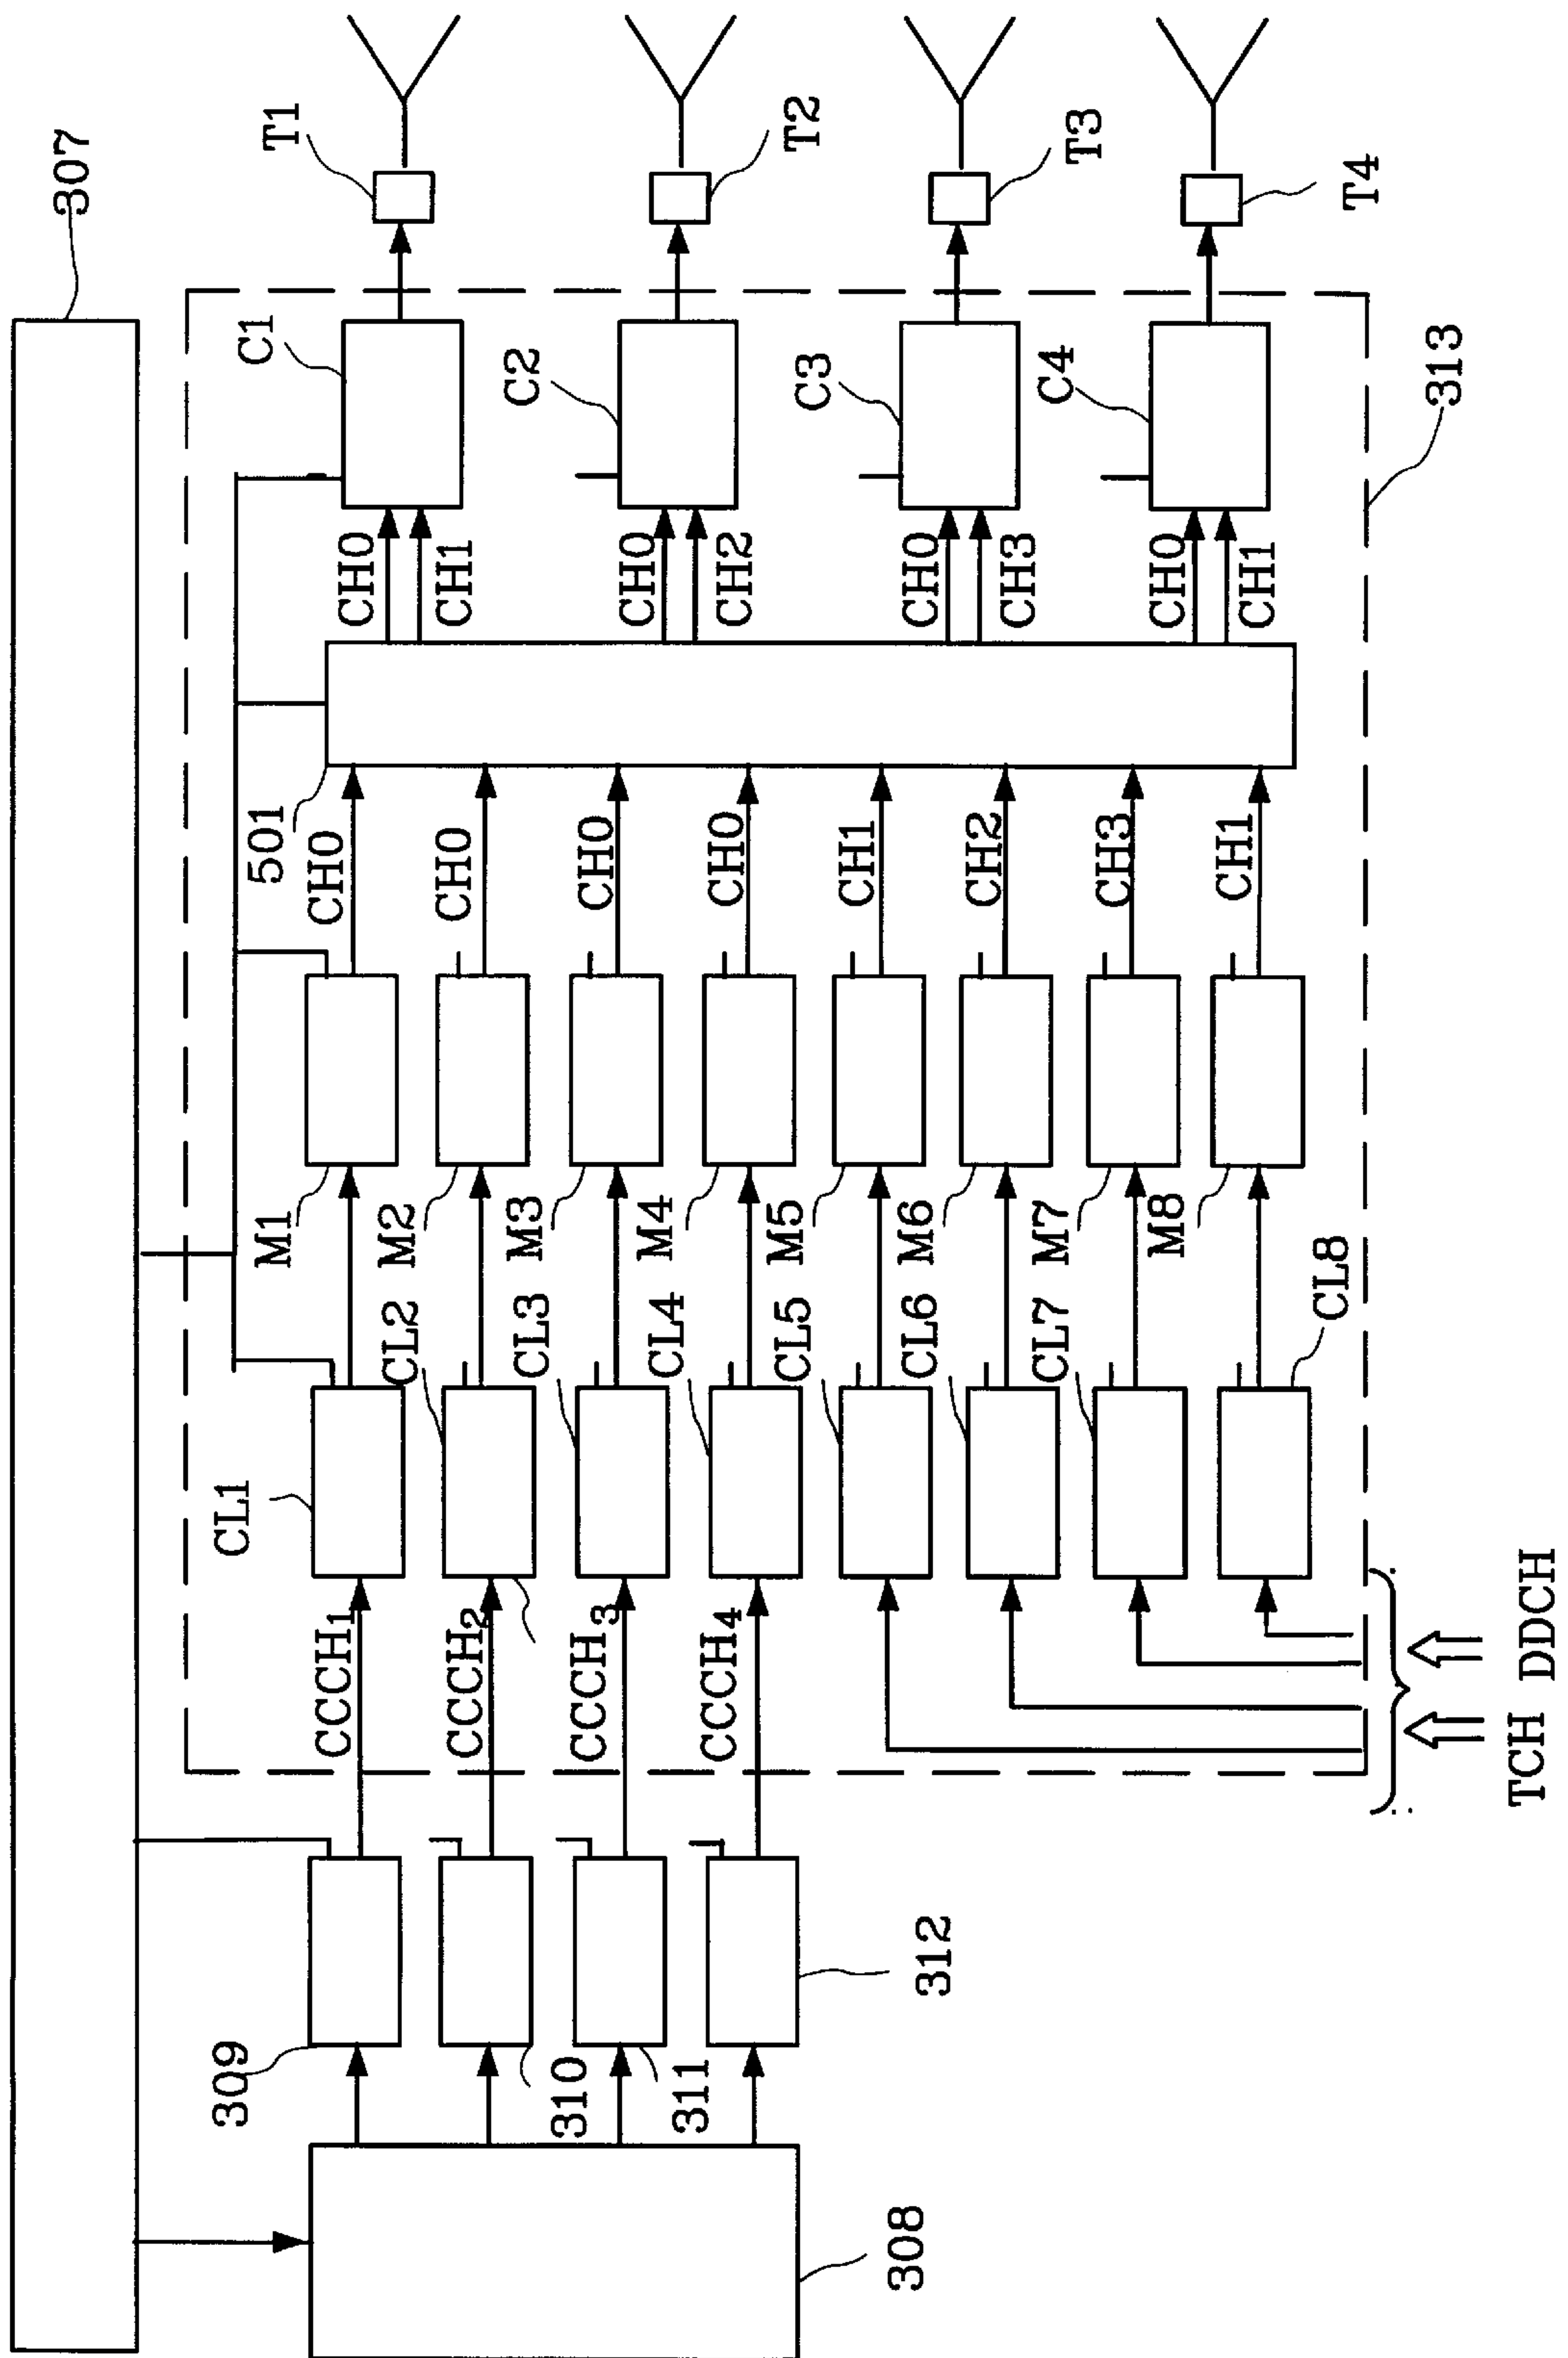 307
T1
T2
T3
T4
C1
C2
C3
C4
313
CH0
CH1
CH0
CH2
CH0
CH3
CH0
CH1
501
CH0
CH0
CH0
CH0
CH1
CH2
CH3
CH1
M1
M2
M3
M4
M5
M6
M7
M8
CL1
CL2
CL3
CL4
CL5
CL6
CL7
CL8
CCCH1
CCCH2
CCCH3
CCCH4
TCH DDCH
309
310
311
312
308